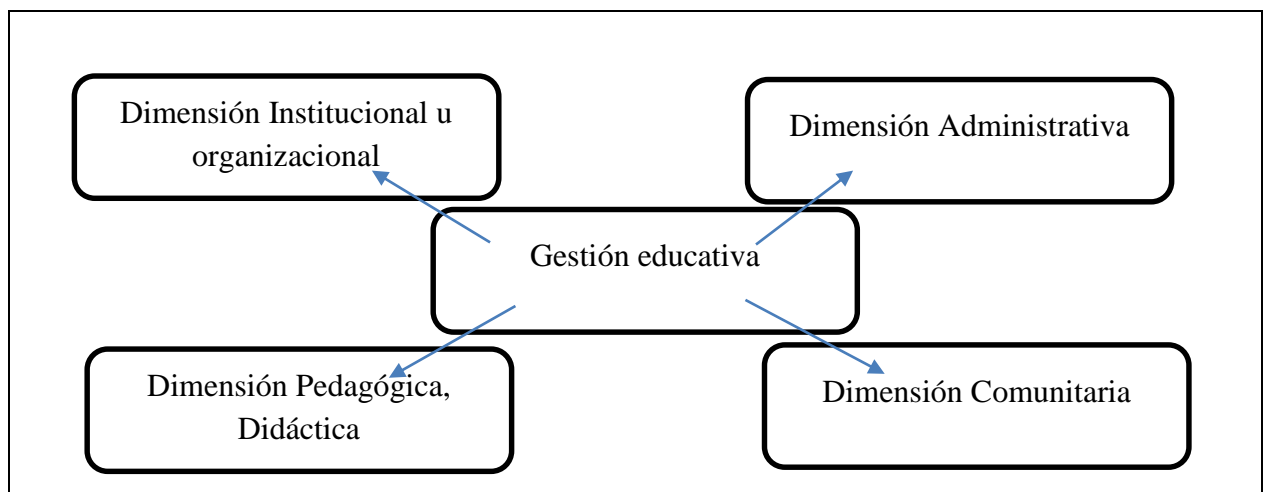 Dimensión Institucional u
organizacional
Dimensión Administrativa
Gestión educativa
Dimensión Pedagógica,
Didáctica
Dimensión Comunitaria